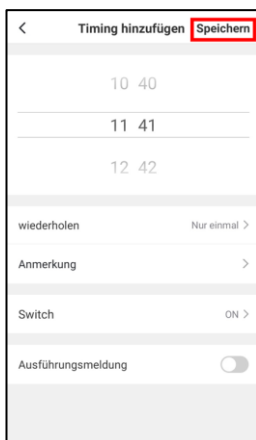 < Timing hinzufügen Speichern
10 40
11 41
12 42
wiederholen Nur einmal >
Anmerkung >
Switch ON >
Ausführungsmeldung